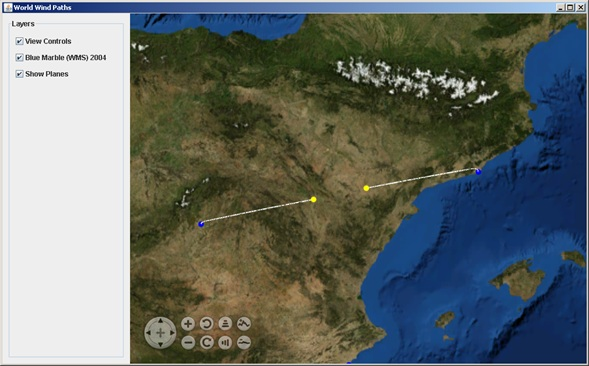 World Wind Paths
Layers
View Controls
Blue Marble (WMS) 2004
Show Planes